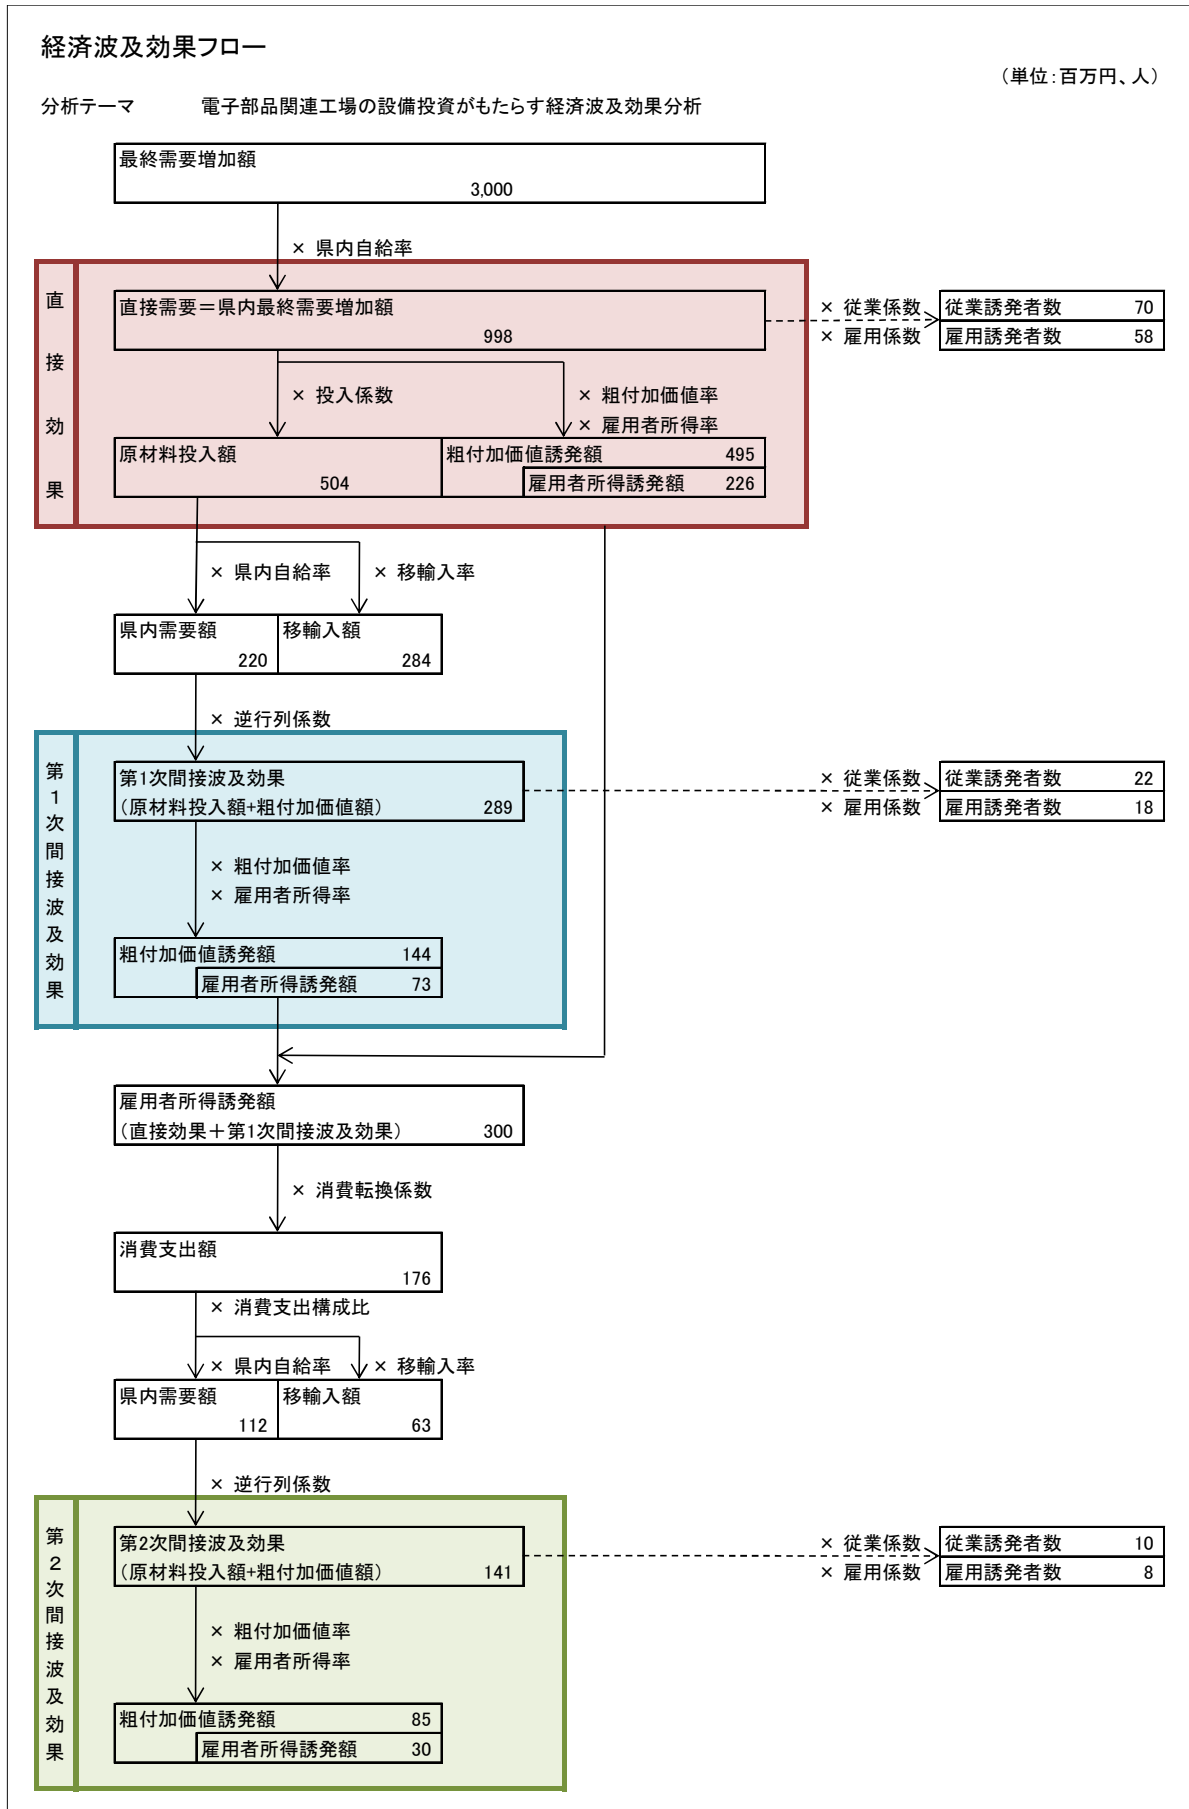 経済波及効果フロー
（単位：百万円、人）
分析テーマ 電子部品関連工場の設備投資がもたらす経済波及効果分析
最終需要増加額
3,000
× 県内自給率
直接効果
直接需要＝県内最終需要増加額
998
× 従業係数
× 雇用係数
従業誘発者数 70
雇用誘発者数 58
× 投入係数
× 粗付加価値率
× 雇用者所得率
原材料投入額
504
粗付加価値誘発額 495
雇用者所得誘発額 226
× 県内自給率
× 移輸入率
県内需要額
220
移輸入額
284
× 逆行列係数
第1次間接波及効果
第1次間接波及効果
（原材料投入額+粗付加価値額） 289
× 従業係数
× 雇用係数
従業誘発者数 22
雇用誘発者数 18
× 粗付加価値率
× 雇用者所得率
粗付加価値誘発額 144
雇用者所得誘発額 73
雇用者所得誘発額
（直接効果＋第1次間接波及効果） 300
× 消費転換係数
消費支出額
176
× 消費支出構成比
× 県内自給率
× 移輸入率
県内需要額
112
移輸入額
63
× 逆行列係数
第2次間接波及効果
第2次間接波及効果
（原材料投入額+粗付加価値額） 141
× 従業係数
× 雇用係数
従業誘発者数 10
雇用誘発者数 8
× 粗付加価値率
× 雇用者所得率
粗付加価値誘発額 85
雇用者所得誘発額 30